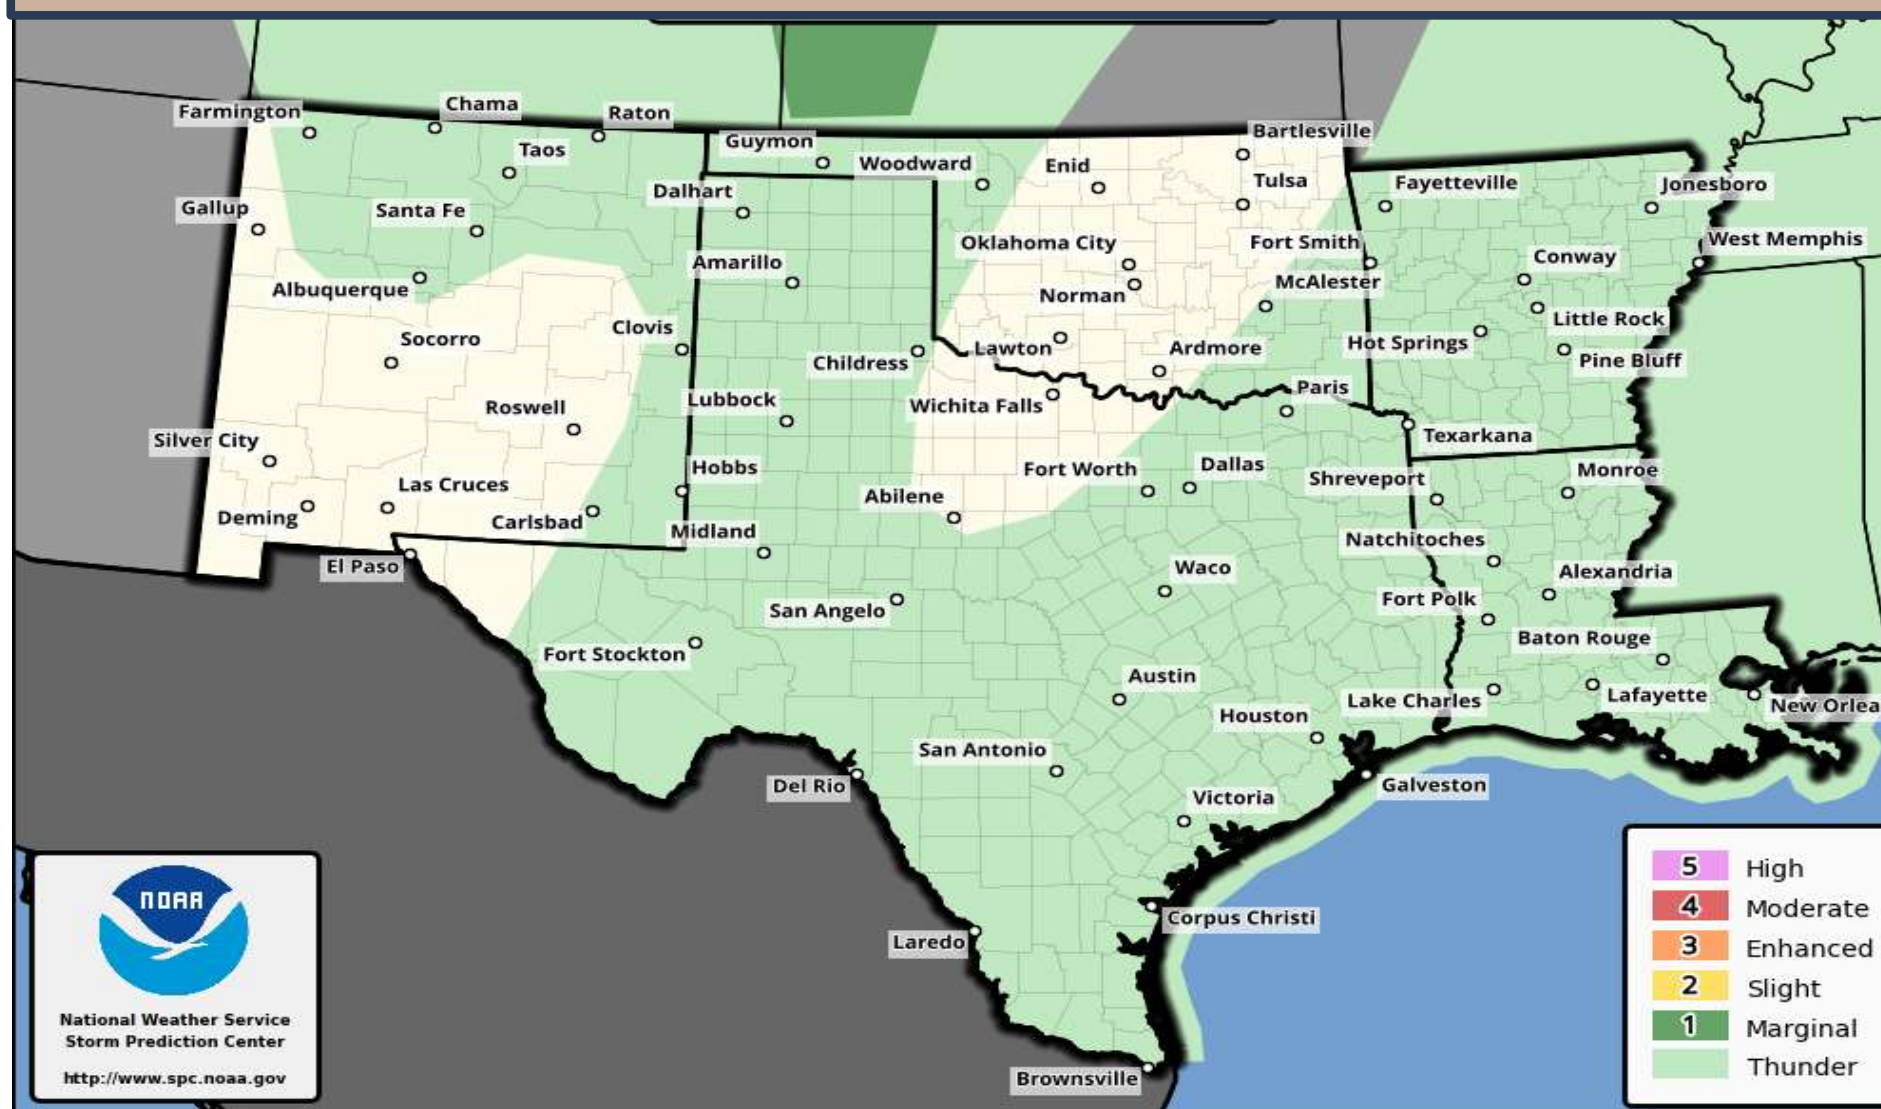 Farmington
Chama
Raton
Guymon
Bartlesville
Taos
Woodward
Enid
Tulsa
Fayetteville
Jonesboro
Dalhart
Gallup
Santa Fe
Oklahoma City
Fort Smith
West Memphis
Amarillo
Conway
Albuquerque
Norman
McAlester
Little Rock
Clovis
Socorro
Childress
Lawton
Ardmore
Hot Springs
Pine Bluff
Lubbock
Paris
Roswell
Wichita Falls
Silver City
Texarkana
Hobbs
Fort Worth
Dallas
Shreveport
Monroe
Las Cruces
Abilene
Deming
Carlsbad
Midland
Natchitoches
El Paso
Waco
Alexandria
San Angelo
Fort Polk
Fort Stockton
Baton Rouge
Austin
Lake Charles
Lafayette
New Orlea
Houston
San Antonio
Del Rio
Galveston
Victoria
Corpus Christi
Laredo
Brownsville
NOAA
National Weather Service
Storm Prediction Center
http://www.spc.noaa.gov
5 High
4 Moderate
3 Enhanced
2 Slight
1 Marginal
Thunder